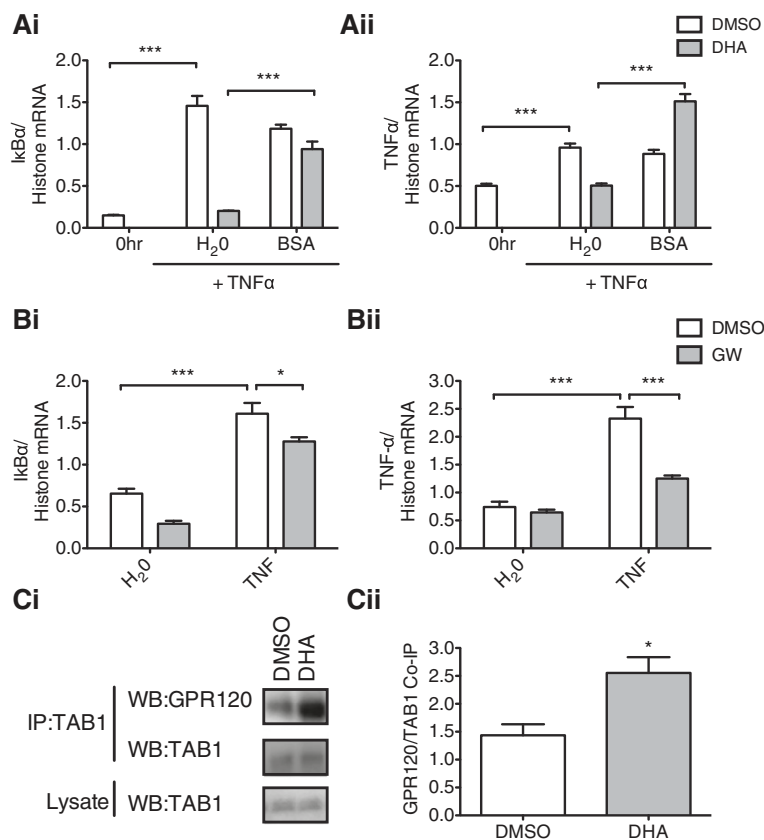 Ai
Aii
DMSO
DHA
***
***
IκBα/
Histone mRNA
2.0
1.5
1.0
0.5
0.0
0hr
H₂0
BSA
+ TNFα
***
***
TNFα/
Histone mRNA
2.0
1.5
1.0
0.5
0.0
0hr
H₂0
BSA
+ TNFα
Bi
Bii
DMSO
GW
***
*
IκBα/
Histone mRNA
2.0
1.5
1.0
0.5
0.0
H₂0
TNF
***
***
TNF-α/
Histone mRNA
3.0
2.5
2.0
1.5
1.0
0.5
0.0
H₂0
TNF
Ci
DMSO
DHA
IP:TAB1
WB:GPR120
WB:TAB1
Lysate
WB:TAB1
Cii
*
GPR120/TAB1 Co-IP
3.0
2.5
2.0
1.5
1.0
0.5
0.0
DMSO
DHA